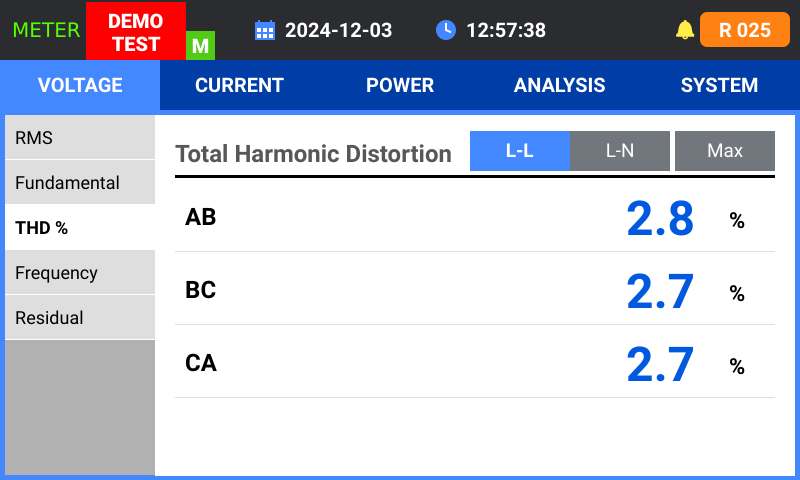 METER
DEMO
TEST
M
2024-12-03
12:57:38
R 025
VOLTAGE
CURRENT
POWER
ANALYSIS
SYSTEM
RMS
Fundamental
THD %
Frequency
Residual
Total Harmonic Distortion
L-L
L-N
Max
AB 2.8 %
BC 2.7 %
CA 2.7 %